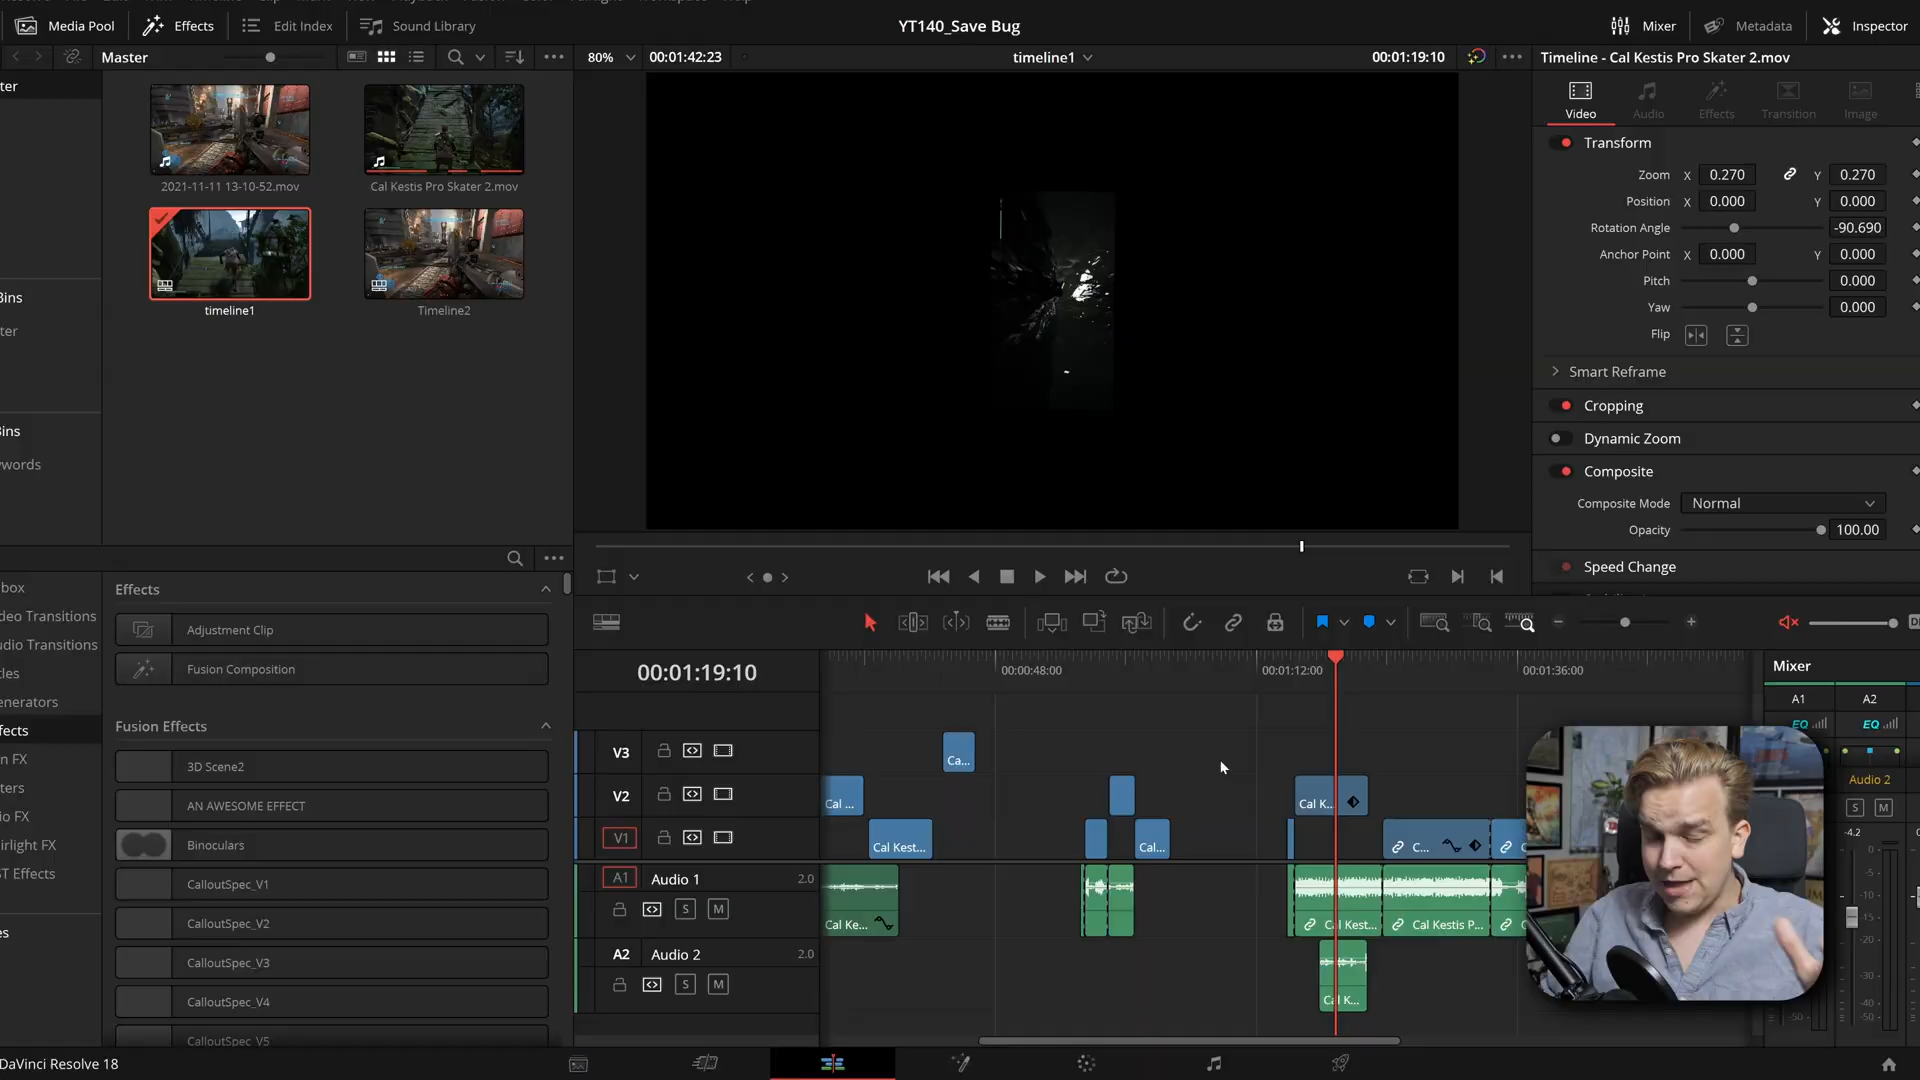 Media Pool
Effects
Edit Index
Sound Library
YT140_Save Bug
Mixer
Metadata
Inspector
ter
Master
80%
00:01:42:23
timeline1
00:01:19:10
Timeline - Cal Kestis Pro Skater 2.mov
Video
Audio
Effects
Transition
Image
2021-11-11 13-10-52.mov
Cal Kestis Pro Skater 2.mov
timeline1
Timeline2
Bins
ter
Bins
words
Transform
Zoom X 0.270 Y 0.270
Position X 0.000 Y 0.000
Rotation Angle -90.690
Anchor Point X 0.000 Y 0.000
Pitch 0.000
Yaw 0.000
Flip
Smart Reframe
Cropping
Dynamic Zoom
Composite
Composite Mode Normal
Opacity 100.00
Speed Change
box
deo Transitions
udio Transitions
tles
enerators
fects
n FX
ters
io FX
irlight FX
ST Effects
es
Effects
Adjustment Clip
Fusion Composition
Fusion Effects
3D Scene2
AN AWESOME EFFECT
Binoculars
CalloutSpec_V1
CalloutSpec_V2
CalloutSpec_V3
CalloutSpec_V4
CalloutSpec_V5
00:01:19:10
00:00:48:00
00:01:12:00
00:01:36:00
V3
Ca...
V2
Cal ...
Cal K...
V1
Cal Kest...
Cal...
C...
A1 Audio 1 2.0
S M
Cal Ke...
Cal Kest...
Cal Kestis P...
A2 Audio 2 2.0
S M
Cal K...
Mixer
A1 A2
EQ EQ
Audio 2
S M
-4.2
0
-5
-10
-15
-20
-30
-40
-50
-50
DaVinci Resolve 18